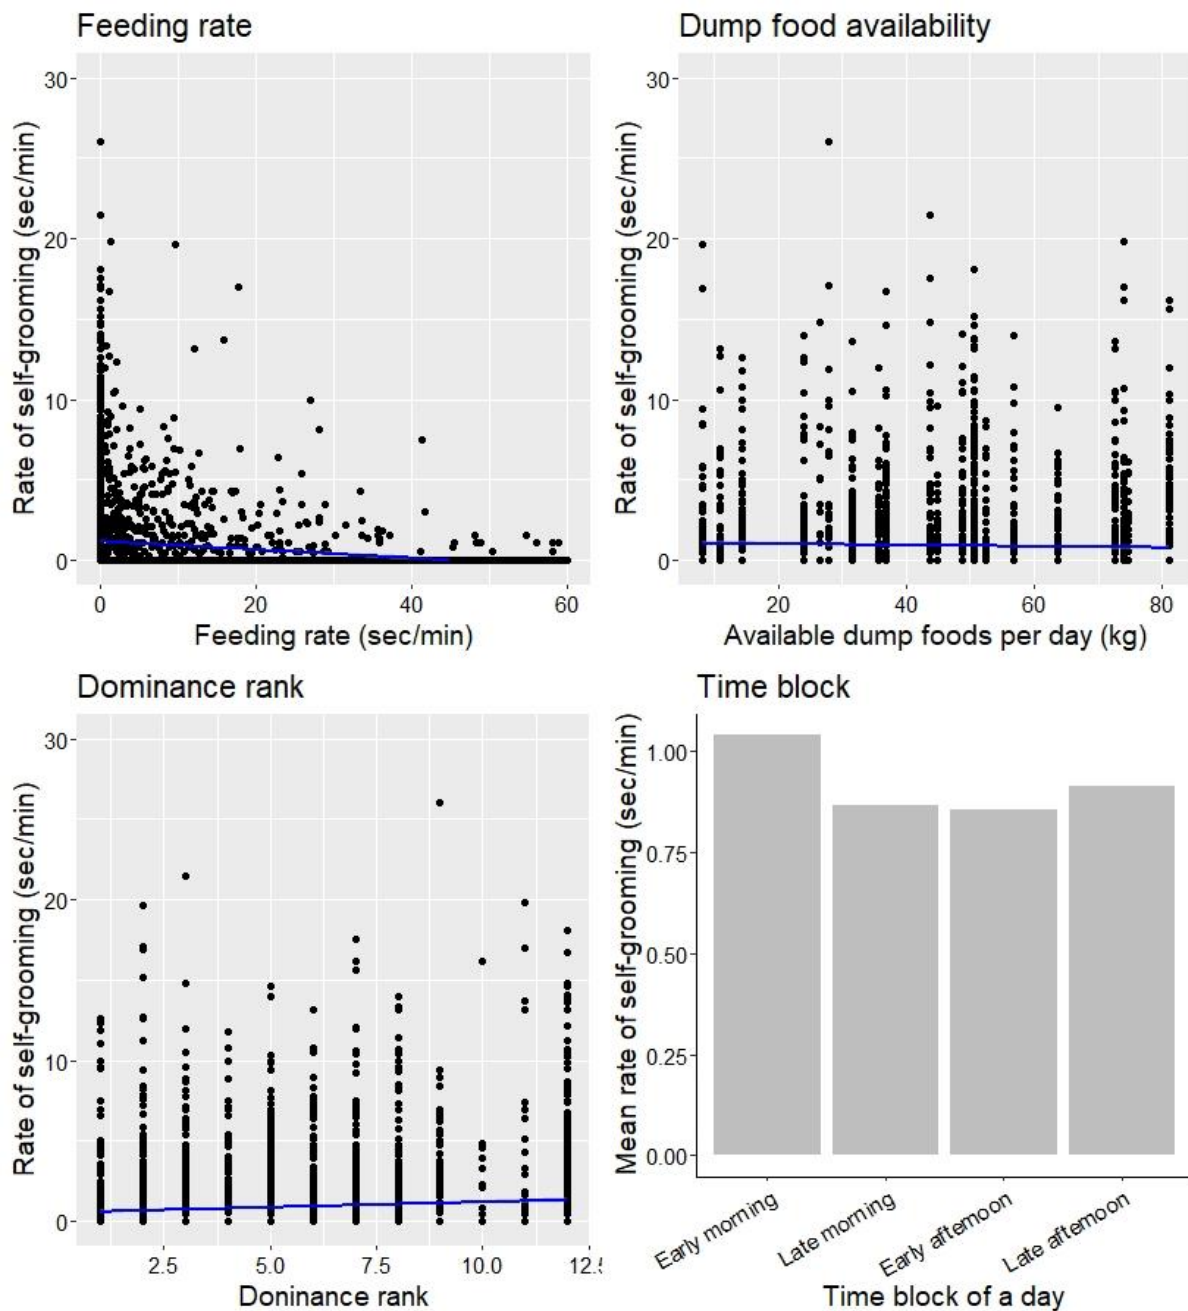 Feeding rate
Rate of self-grooming (sec/min)
30
20
10
0
0 20 40 60
Feeding rate (sec/min)
Dump food availability
Rate of self-grooming (sec/min)
30
20
10
0
20 40 60 80
Available dump foods per day (kg)
Dominance rank
Rate of self-grooming (sec/min)
30
20
10
0
2.5 5.0 7.5 10.0 12.5
Doninance rank
Time block
Mean rate of self-grooming (sec/min)
1.00
0.75
0.50
0.25
0.00
Early morning
Late morning
Early afternoon
Late afternoon
Time block of a day